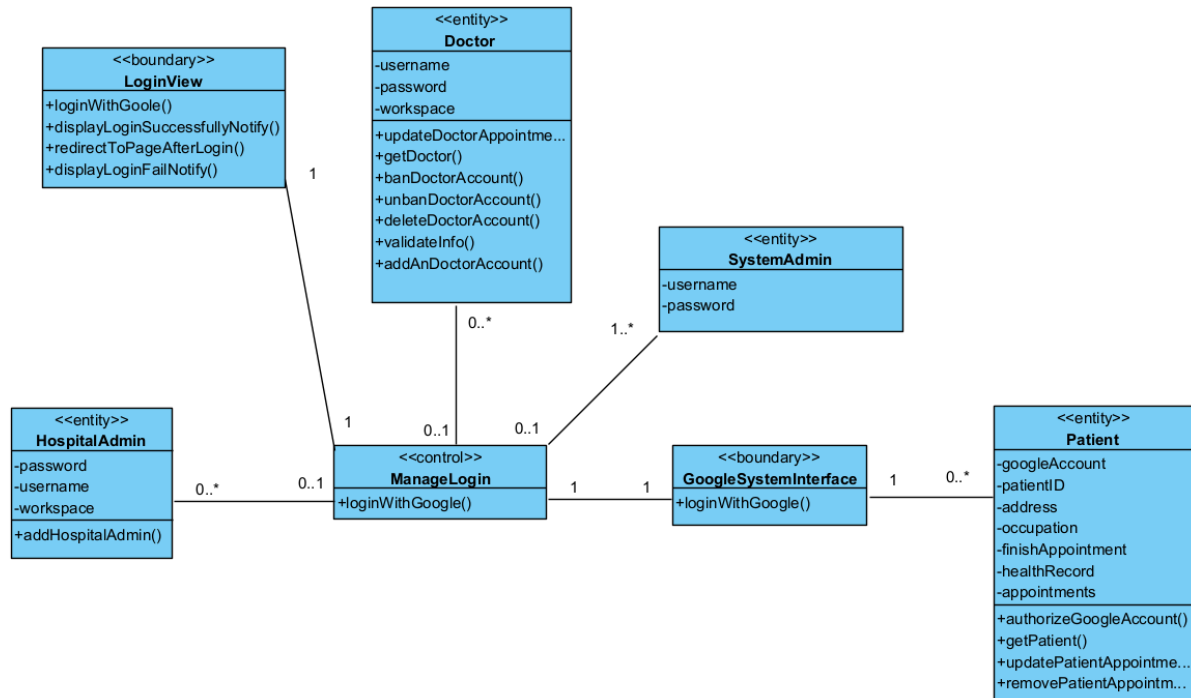 <<boundary>>
LoginView
+loginWithGoole()
+displayLoginSuccessfullyNotify()
+redirectToPageAfterLogin()
+displayLoginFailNotify()
1
<<entity>>
Doctor
-username
-password
-workspace
+updateDoctorAppointme...
+getDoctor()
+banDoctorAccount()
+unbanDoctorAccount()
+deleteDoctorAccount()
+validateInfo()
+addAnDoctorAccount()
0..*
<<entity>>
SystemAdmin
-username
-password
1..*
<<entity>>
HospitalAdmin
-password
-username
-workspace
+addHospitalAdmin()
0..*
0..1
1
0..1
0..1
<<control>>
ManageLogin
+loginWithGoogle()
1
1
<<boundary>>
GoogleSystemInterface
+loginWithGoogle()
1
0..*
<<entity>>
Patient
-googleAccount
-patientID
-address
-occupation
-finishAppointment
-healthRecord
-appointments
+authorizeGoogleAccount()
+getPatient()
+updatePatientAppointme...
+removePatientAppointm...